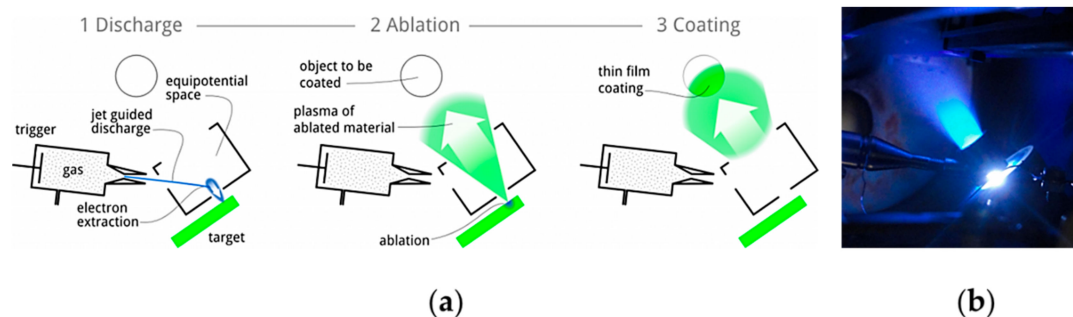 1 Discharge
2 Ablation
3 Coating
equipotential
space
jet guided
discharge
trigger
gas
electron
extraction
target
object to be
coated
plasma of
ablated material
ablation
thin film
coating
(a)
(b)